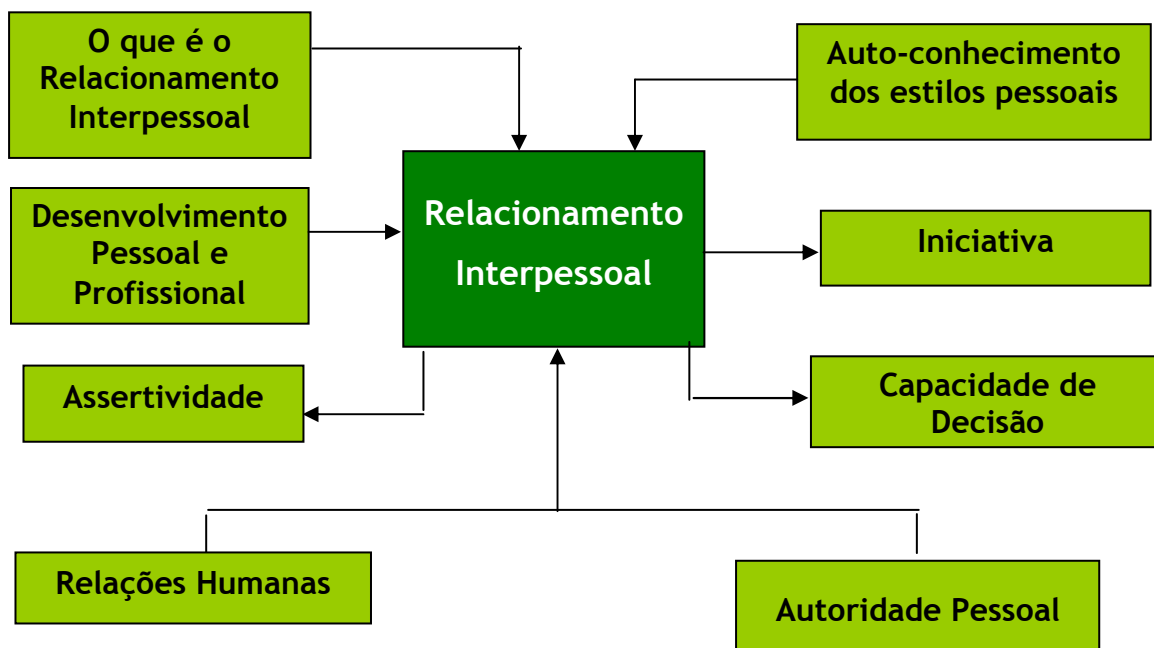 O que é o
Relacionamento
Interpessoal
Auto-conhecimento
dos estilos pessoais
Relacionamento
Interpessoal
Desenvolvimento
Pessoal e
Profissional
Iniciativa
Assertividade
Capacidade de
Decisão
Relações Humanas
Autoridade Pessoal